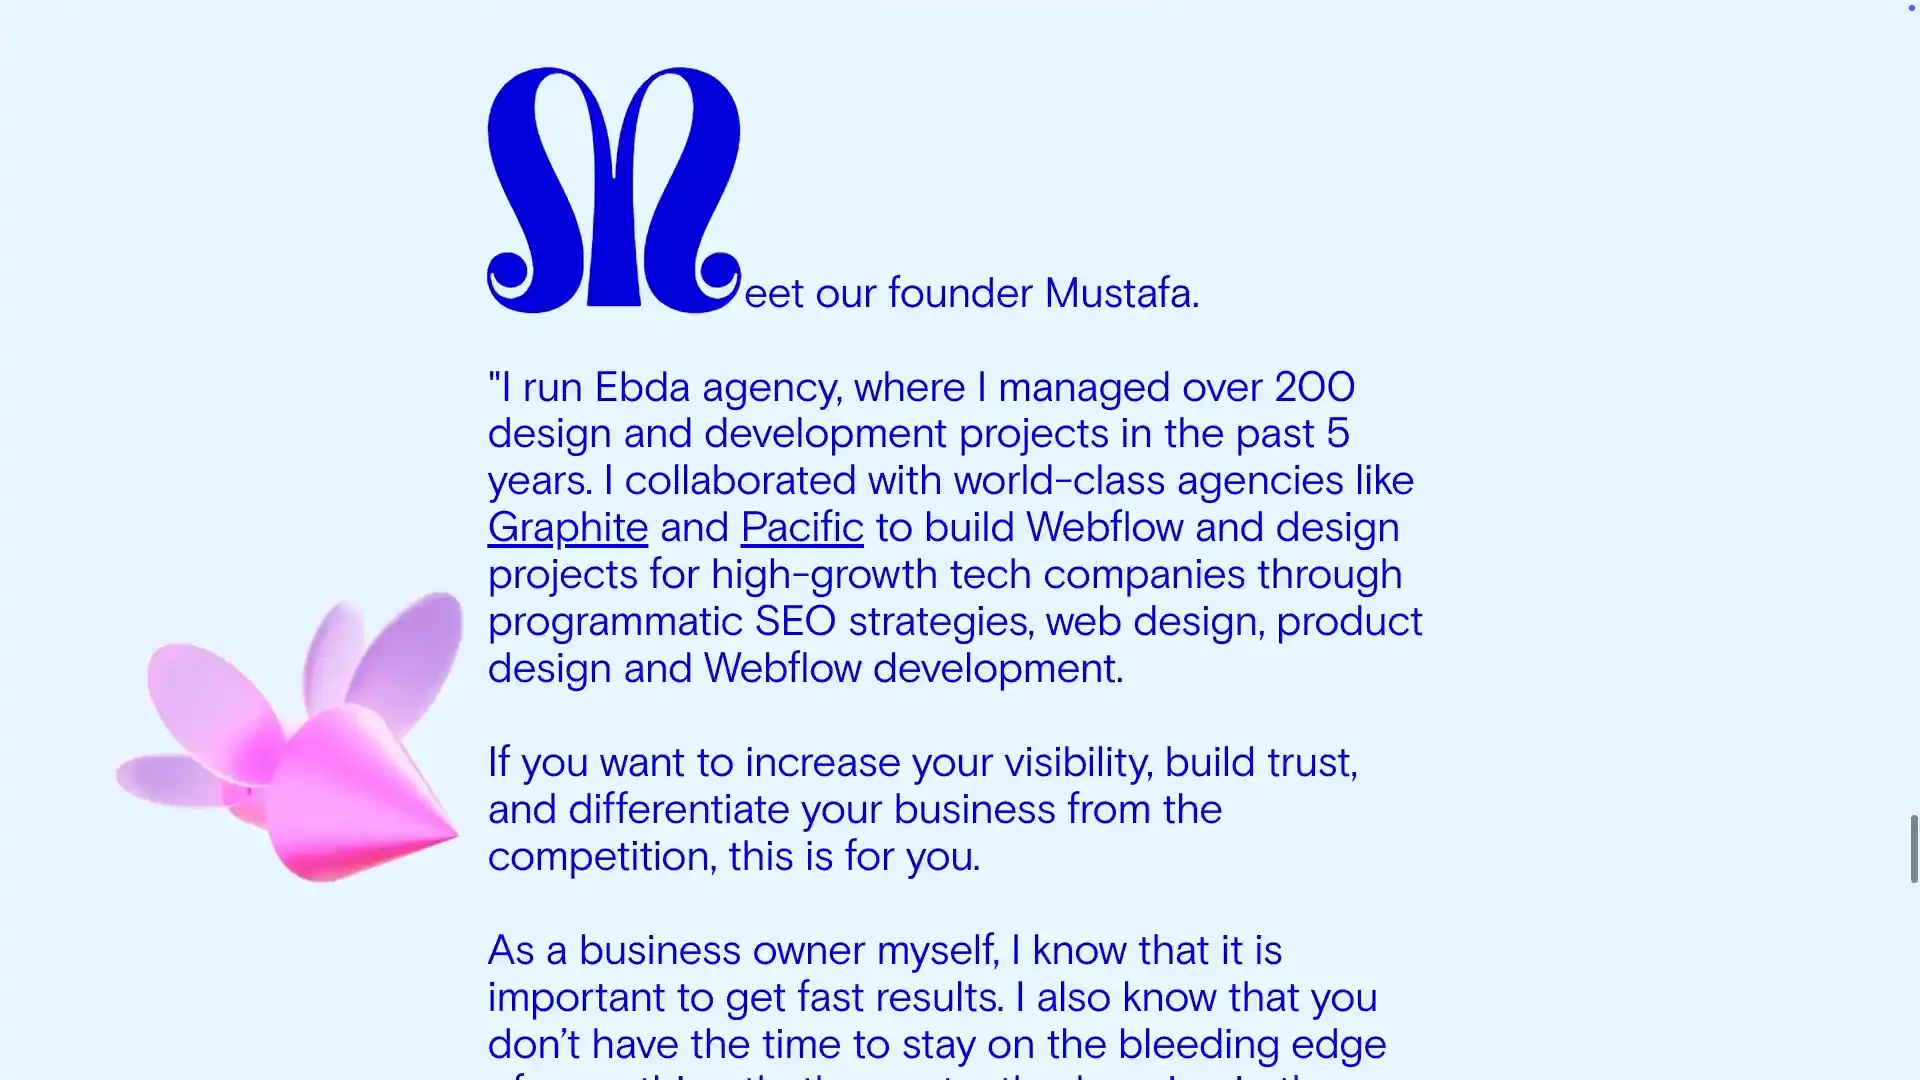 Meet our founder Mustafa.
"I run Ebda agency, where I managed over 200
design and development projects in the past 5
years. I collaborated with world-class agencies like
Graphite and Pacific to build Webflow and design
projects for high-growth tech companies through
programmatic SEO strategies, web design, product
design and Webflow development.
If you want to increase your visibility, build trust,
and differentiate your business from the
competition, this is for you.
As a business owner myself, I know that it is
important to get fast results. I also know that you
don’t have the time to stay on the bleeding edge